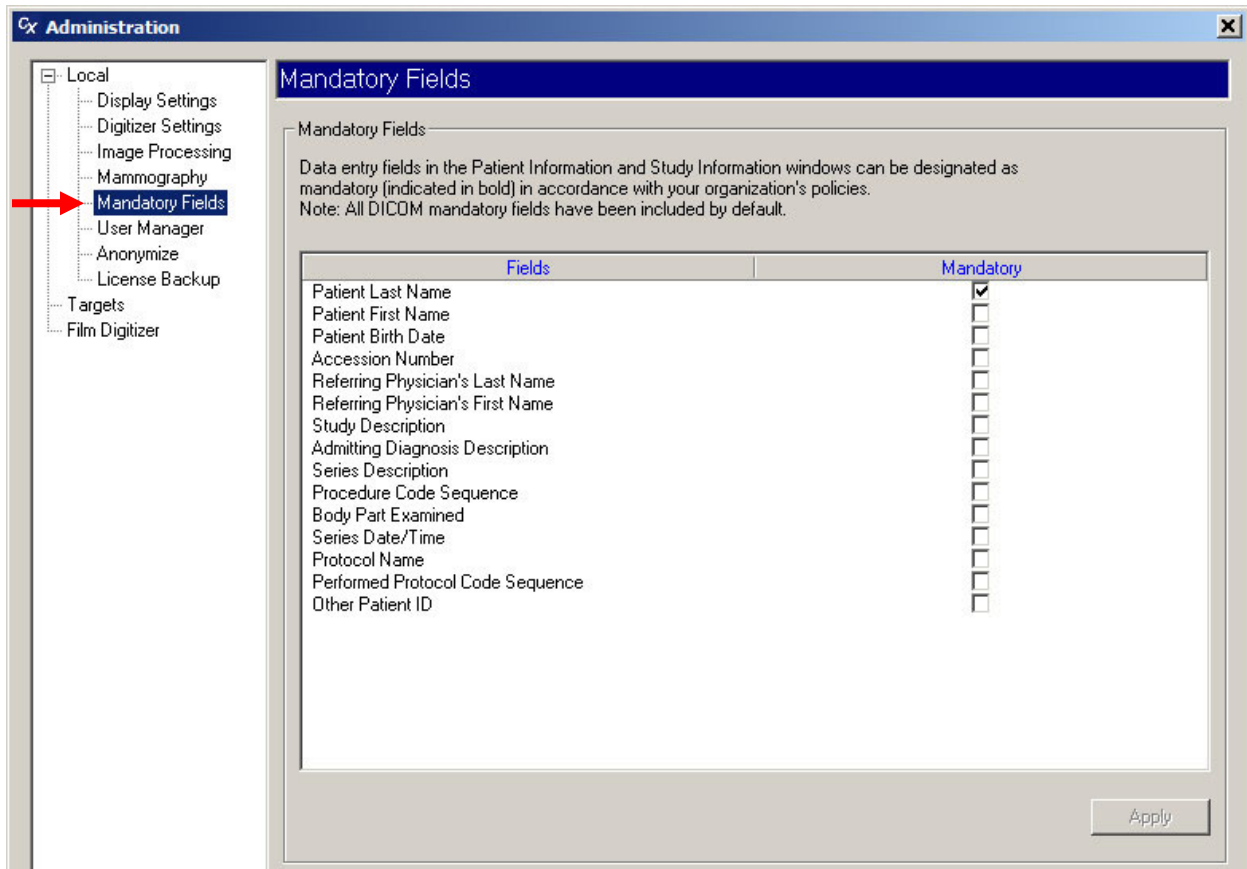 Cx Administration
Local
Display Settings
Digitizer Settings
Image Processing
Mammography
Mandatory Fields
User Manager
Anonymize
License Backup
Targets
Film Digitizer
Mandatory Fields
Mandatory Fields
Data entry fields in the Patient Information and Study Information windows can be designated as
mandatory (indicated in bold) in accordance with your organization's policies.
Note: All DICOM mandatory fields have been included by default.
Fields Mandatory
Patient Last Name
Patient First Name
Patient Birth Date
Accession Number
Referring Physician's Last Name
Referring Physician's First Name
Study Description
Admitting Diagnosis Description
Series Description
Procedure Code Sequence
Body Part Examined
Series Date/Time
Protocol Name
Performed Protocol Code Sequence
Other Patient ID
Apply